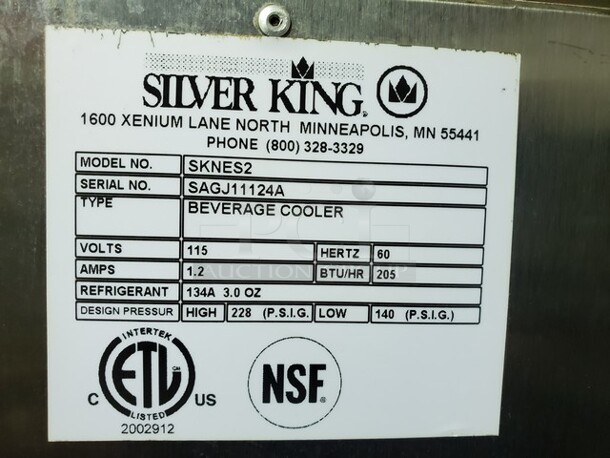 SILVER KING®
1600 XENIUM LANE NORTH MINNEAPOLIS, MN 55441
PHONE (800) 328-3329
MODEL NO. SKNES2
SERIAL NO. SAGJ11124A
TYPE BEVERAGE COOLER
VOLTS 115 HERTZ 60
AMPS 1.2 BTU/HR 205
REFRIGERANT 134A 3.0 OZ
DESIGN PRESSUR HIGH 228 (P.S.I.G.) LOW 140 (P.S.I.G.)
INTERTEK
C ETL US
LISTED
2002912
NSF®
AUCTION